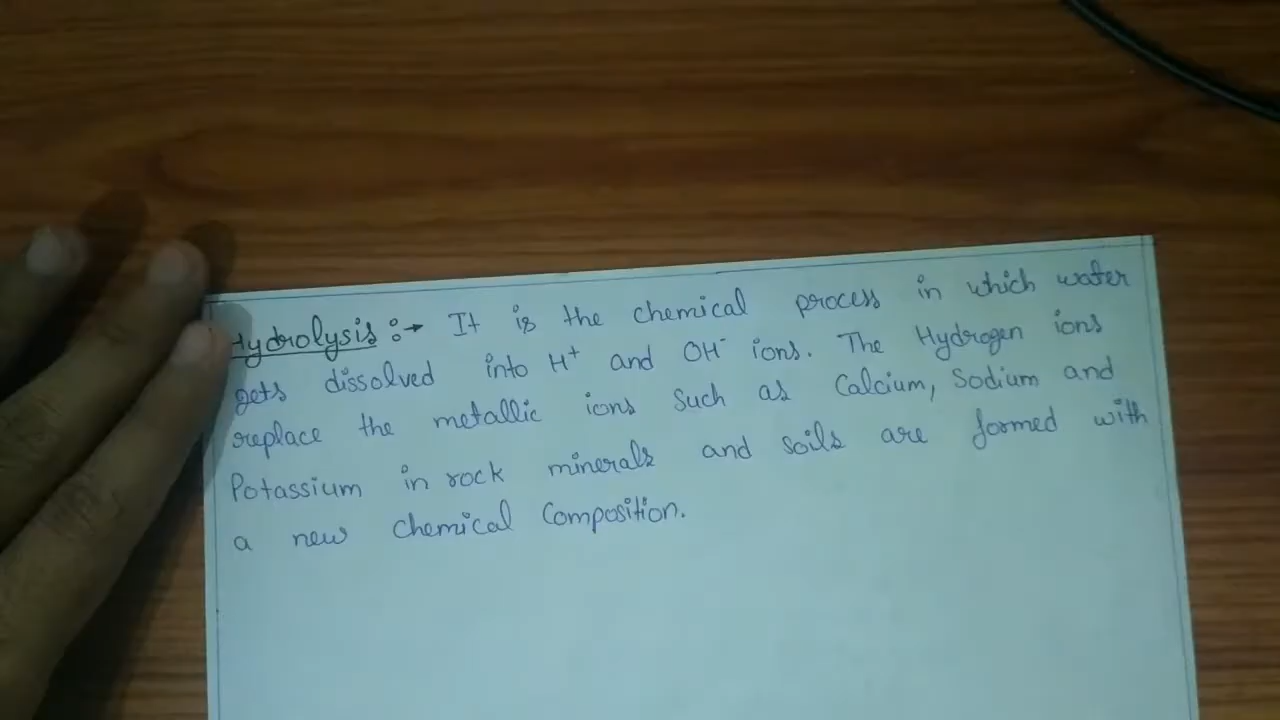 Hydrolysis :→ It is the chemical process in which water
gets dissolved into H⁺ and OH⁻ ions. The Hydrogen ions
replace the metallic ions such as Calcium, Sodium and
Potassium in rock minerals and soils are formed with
a new chemical composition.